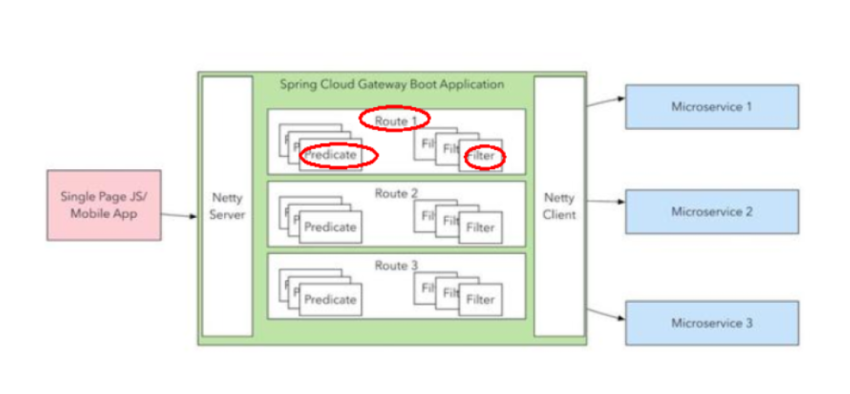 Spring Cloud Gateway Boot Application
Route 1
P
P
Predicate
Fil
Filt
Filter
Single Page JS/
Mobile App
Netty
Server
Route 2
P
P
Predicate
Fil
Filt
Filter
Netty
Client
Route 3
P
P
Predicate
Fil
Filt
Filter
Microservice 1
Microservice 2
Microservice 3